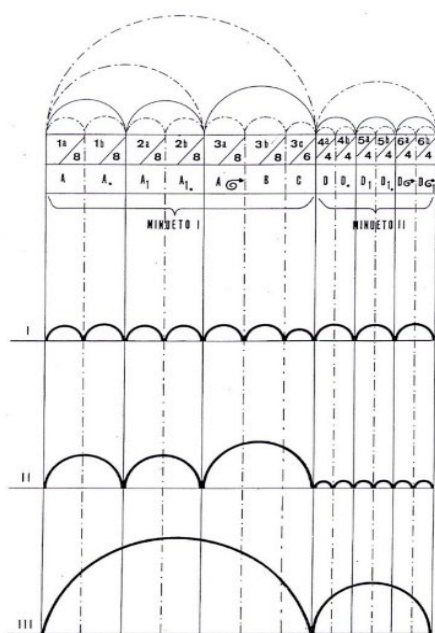 1a/8 1b/8 2a/8 2b/8 3a/8 3b/8 3c/6 4a/4 4b/4 5a/4 5b/4 6a/4 6b/4
A A. A1 A1. A B C D D. D1 D1. D D
MINUETO I MINUETO II
I
II
III